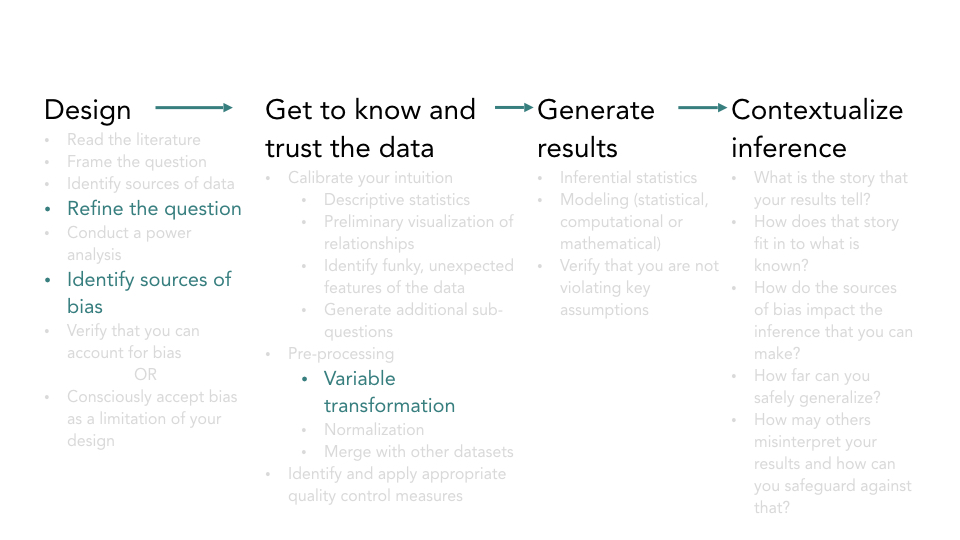 Design
• Read the literature
• Frame the question
• Identify sources of data
• Refine the question
• Conduct a power
analysis
• Identify sources of
bias
• Verify that you can
account for bias
OR
• Consciously accept bias
as a limitation of your
design
Get to know and
trust the data
• Calibrate your intuition
• Descriptive statistics
• Preliminary visualization of
relationships
• Identify funky, unexpected
features of the data
• Generate additional sub-
questions
• Pre-processing
• Variable
transformation
• Normalization
• Merge with other datasets
• Identify and apply appropriate
quality control measures
Generate
results
• Inferential statistics
• Modeling (statistical,
computational or
mathematical)
• Verify that you are not
violating key
assumptions
Contextualize
inference
• What is the story that
your results tell?
• How does that story
fit in to what is
known?
• How do the sources
of bias impact the
inference that you can
make?
• How far can you
safely generalize?
• How may others
misinterpret your
results and how can
you safeguard against
that?